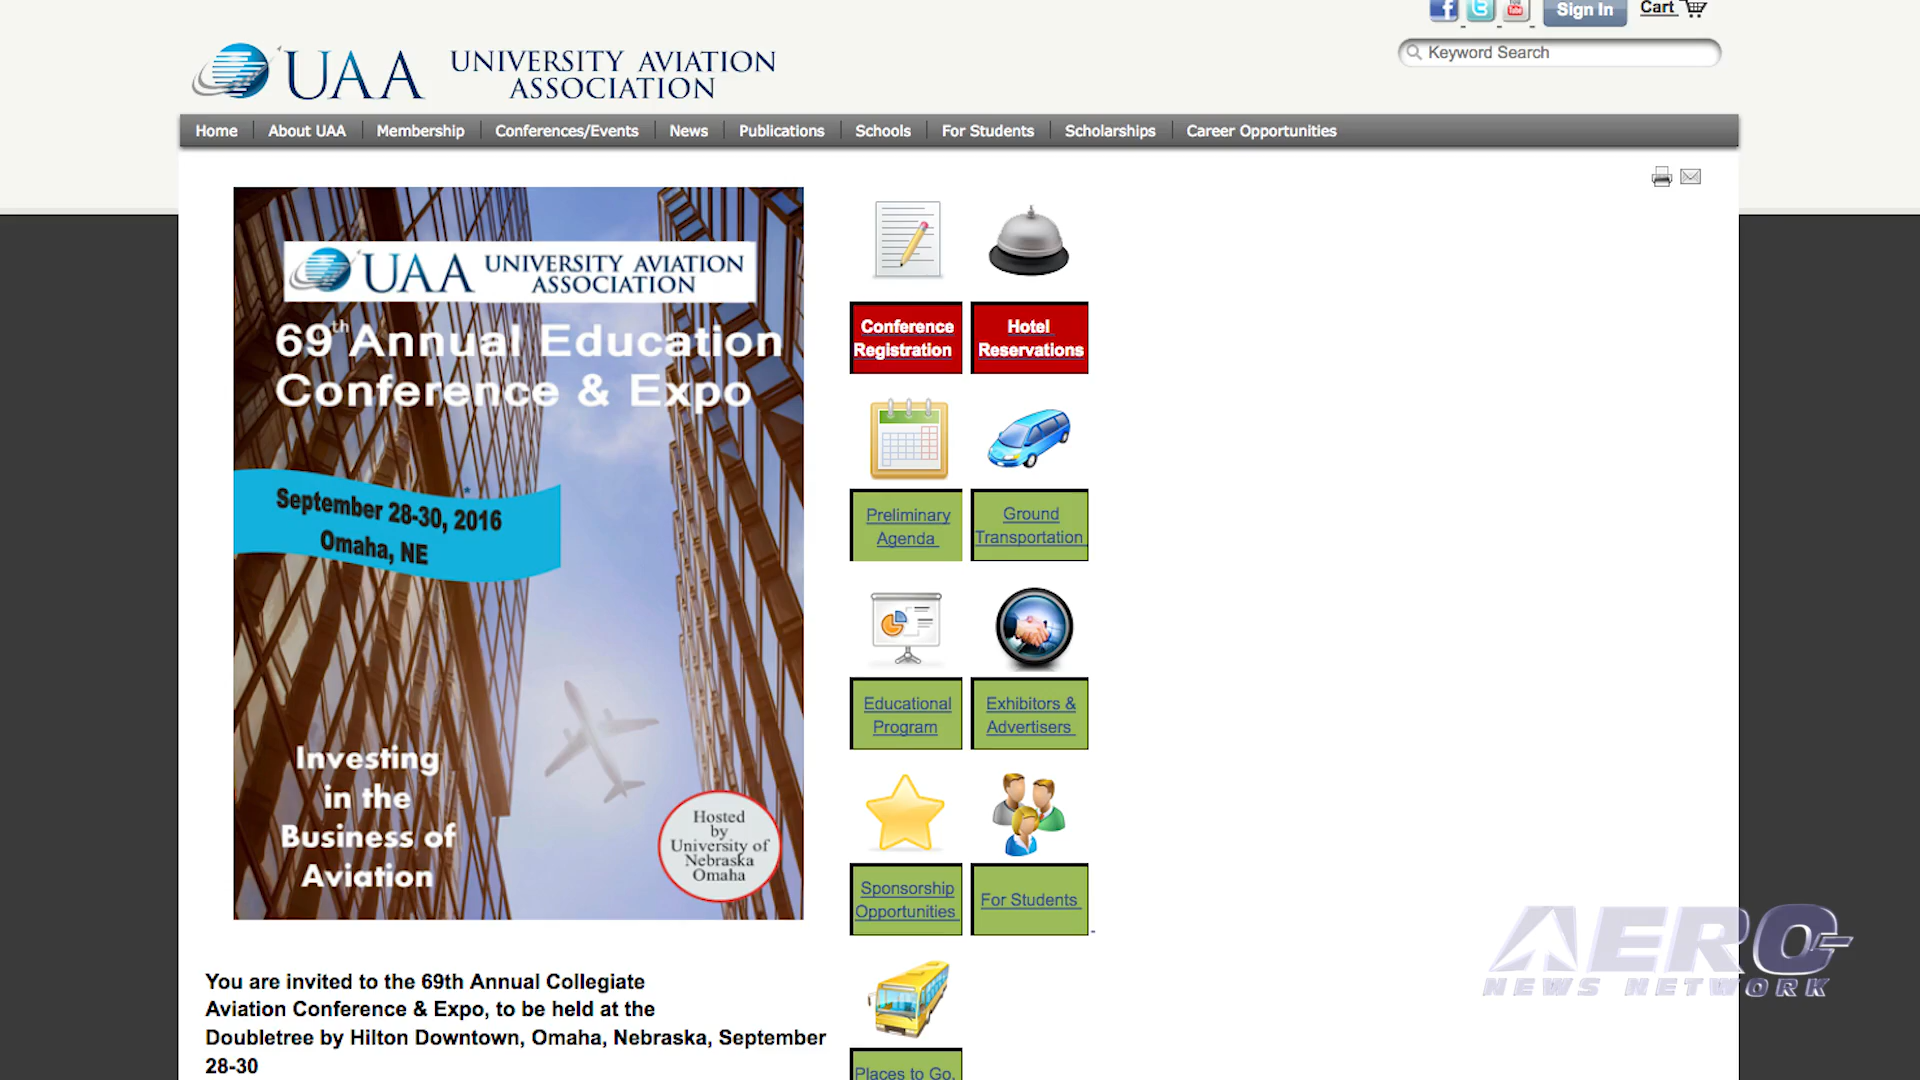 Sign In
Cart
Keyword Search
UAA UNIVERSITY AVIATION
ASSOCIATION
Home
About UAA
Membership
Conferences/Events
News
Publications
Schools
For Students
Scholarships
Career Opportunities
UAA UNIVERSITY AVIATION
ASSOCIATION
69th Annual Education
Conference & Expo
September 28-30, 2016
Omaha, NE
Investing
in the
Business of
Aviation
Hosted
by
University of
Nebraska
Omaha
Conference
Registration
Hotel
Reservations
Preliminary
Agenda
Ground
Transportation
Educational
Program
Exhibitors &
Advertisers
Sponsorship
Opportunities
For Students
Places to Go,
You are invited to the 69th Annual Collegiate
Aviation Conference & Expo, to be held at the
Doubletree by Hilton Downtown, Omaha, Nebraska, September
28-30
AERO
NEWS NETWORK